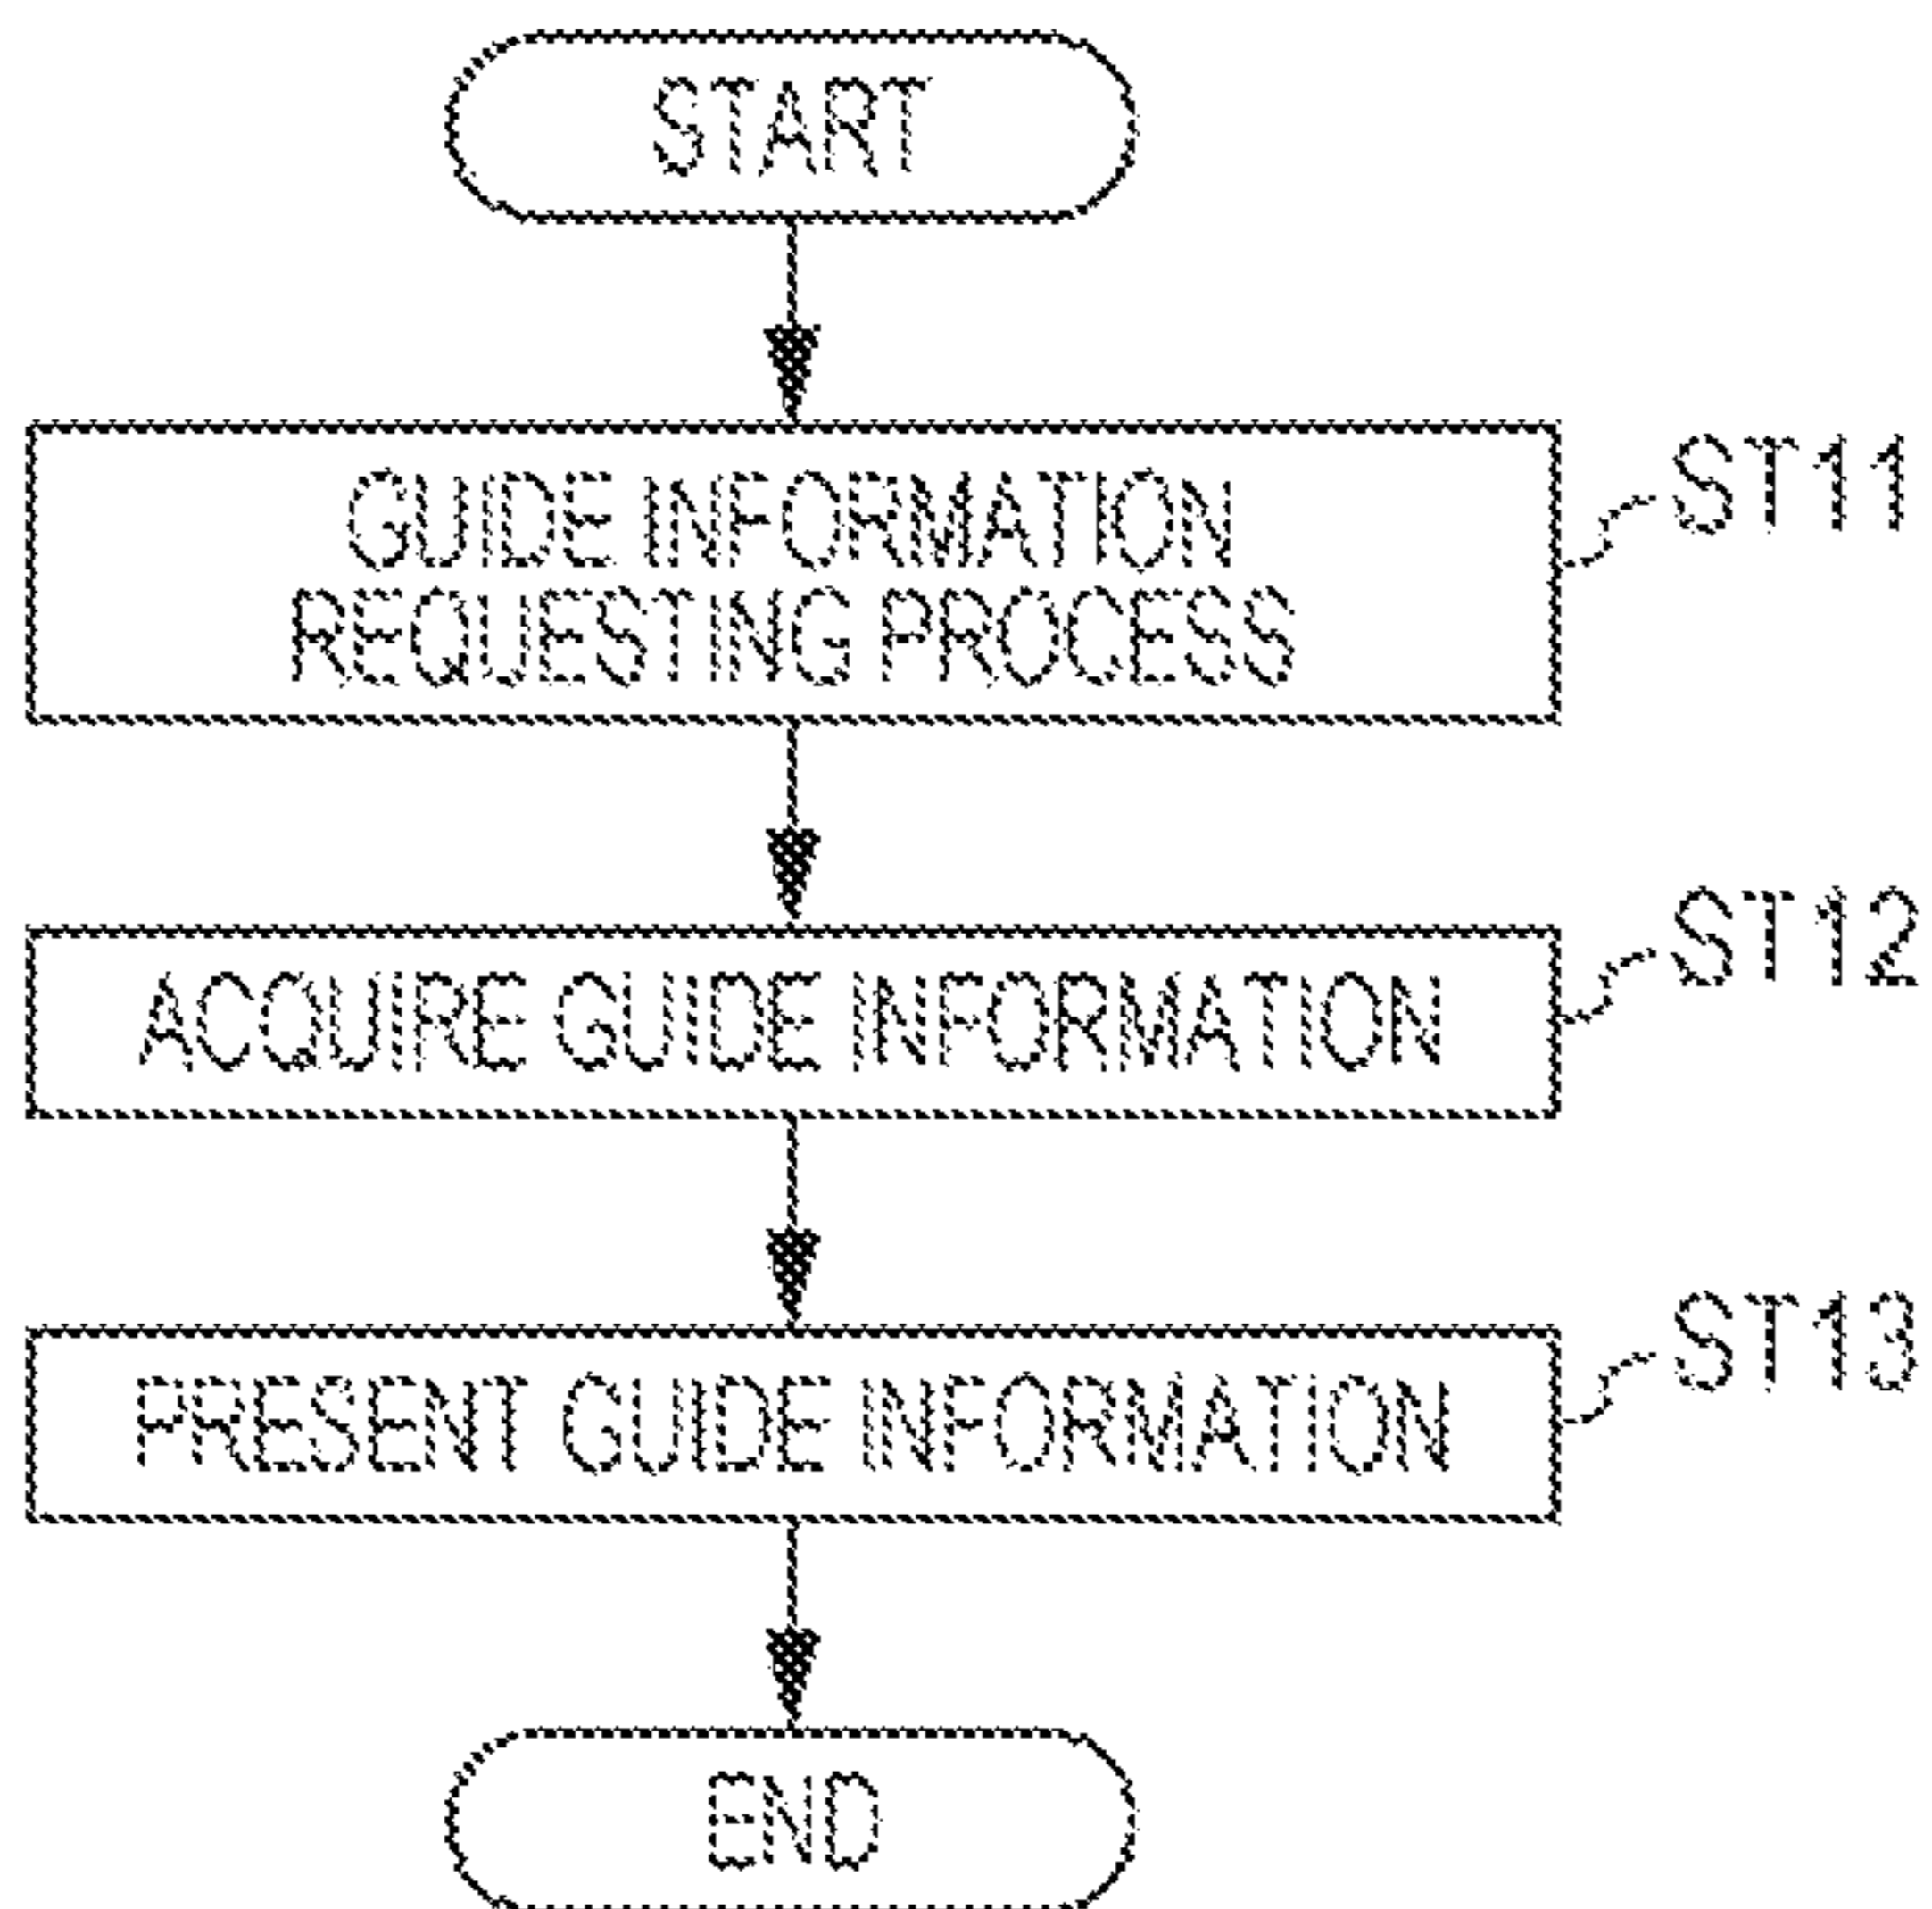 START
GUIDE INFORMATION
REQUESTING PROCESS
ST11
ACQUIRE GUIDE INFORMATION
ST12
PRESENT GUIDE INFORMATION
ST13
END